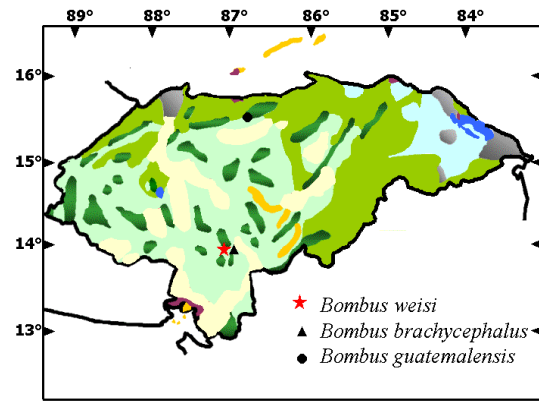 89° 88° 87° 86° 85° 84°
16°
15°
14°
13°
Bombus weisi
Bombus brachycephalus
Bombus guatemalensis